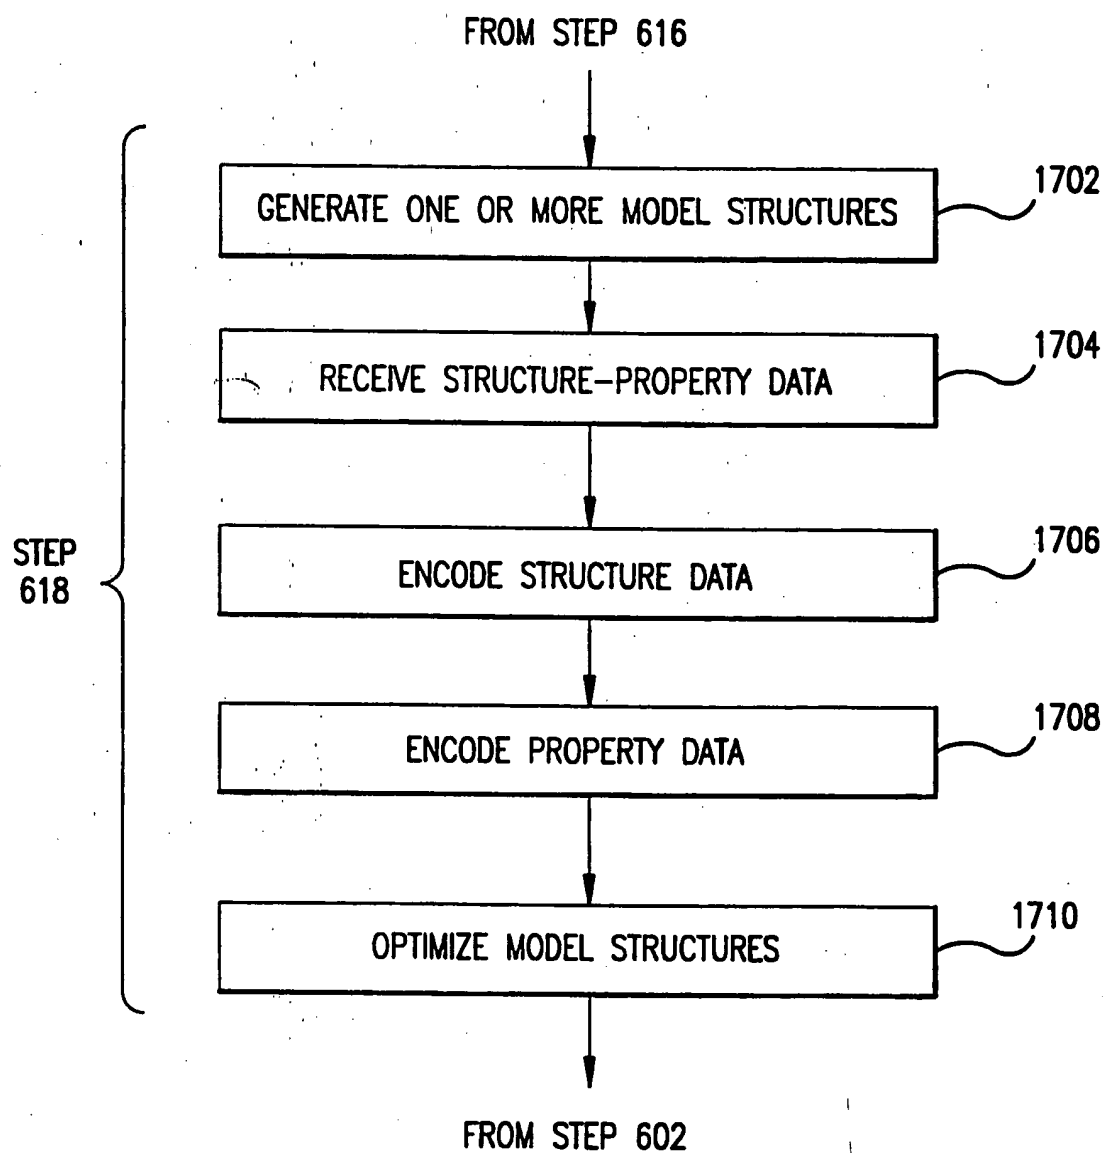 FROM STEP 616
GENERATE ONE OR MORE MODEL STRUCTURES
1702
RECEIVE STRUCTURE-PROPERTY DATA
1704
STEP
618
ENCODE STRUCTURE DATA
1706
ENCODE PROPERTY DATA
1708
OPTIMIZE MODEL STRUCTURES
1710
FROM STEP 602